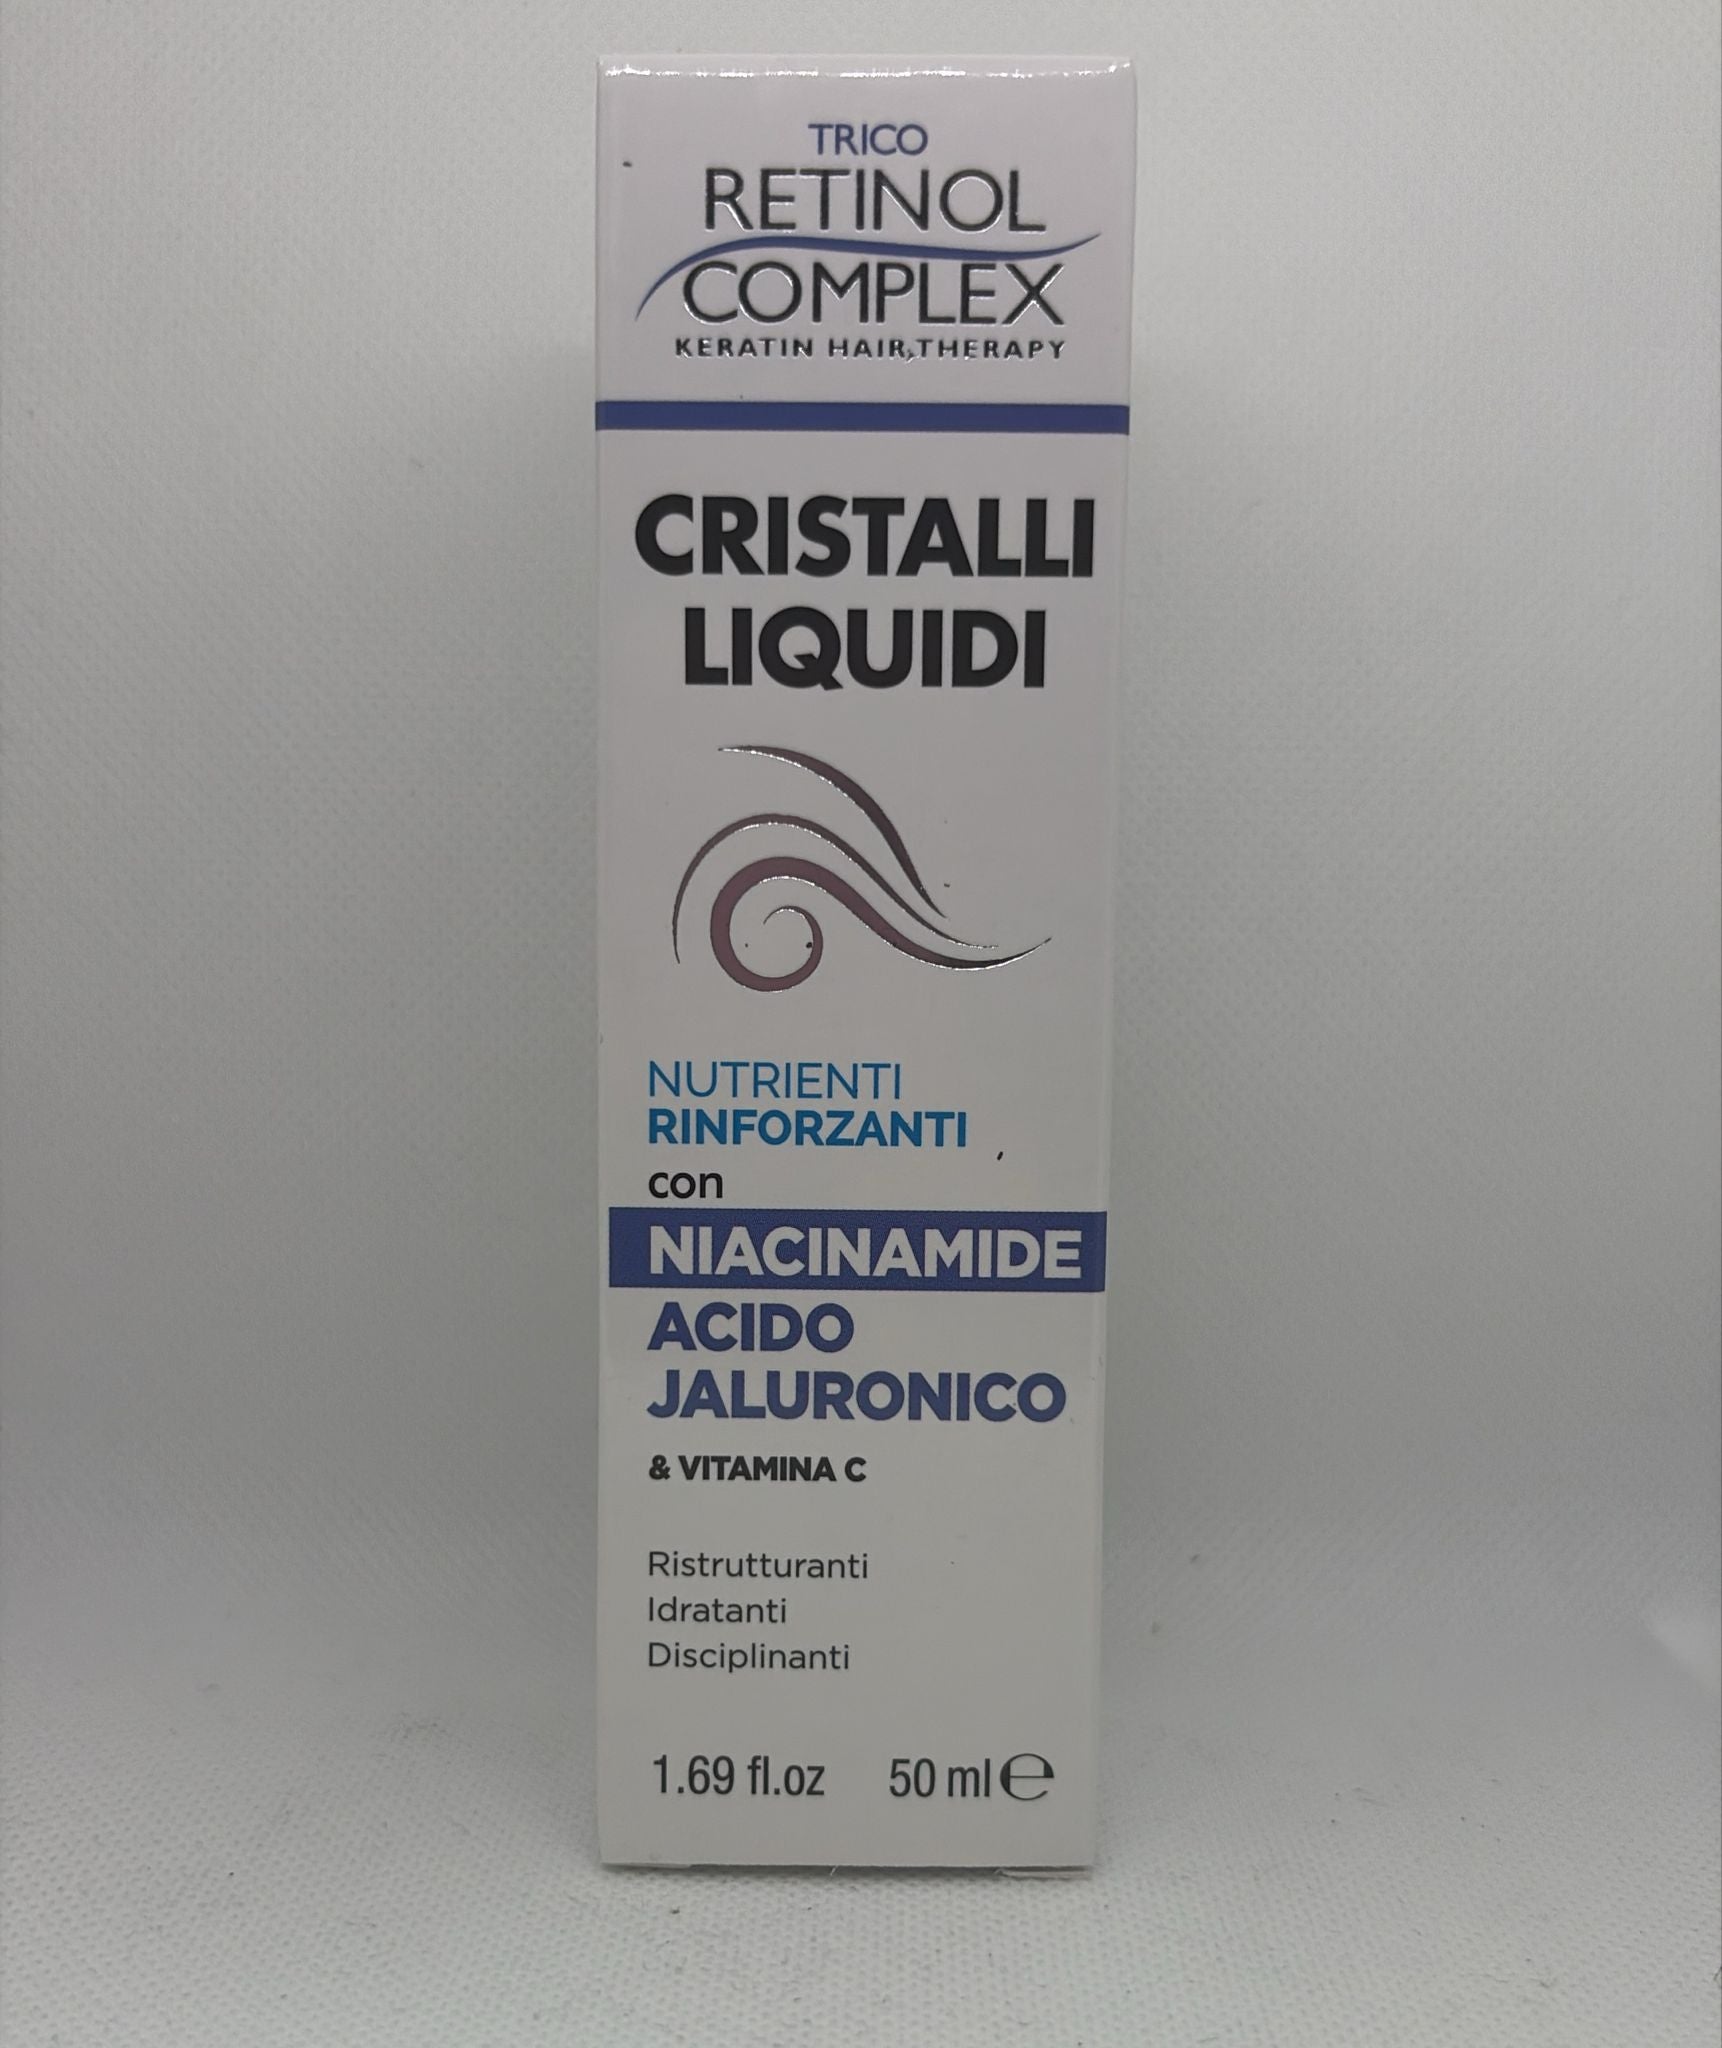 TRICO
RETINOL
COMPLEX
KERATIN HAIR THERAPY
CRISTALLI
LIQUIDI
NUTRIENTI
RINFORZANTI
con
NIACINAMIDE
ACIDO
JALURONICO
& VITAMINA C
Ristrutturanti
Idratanti
Disciplinanti
1.69 fl.oz 50 ml ℮